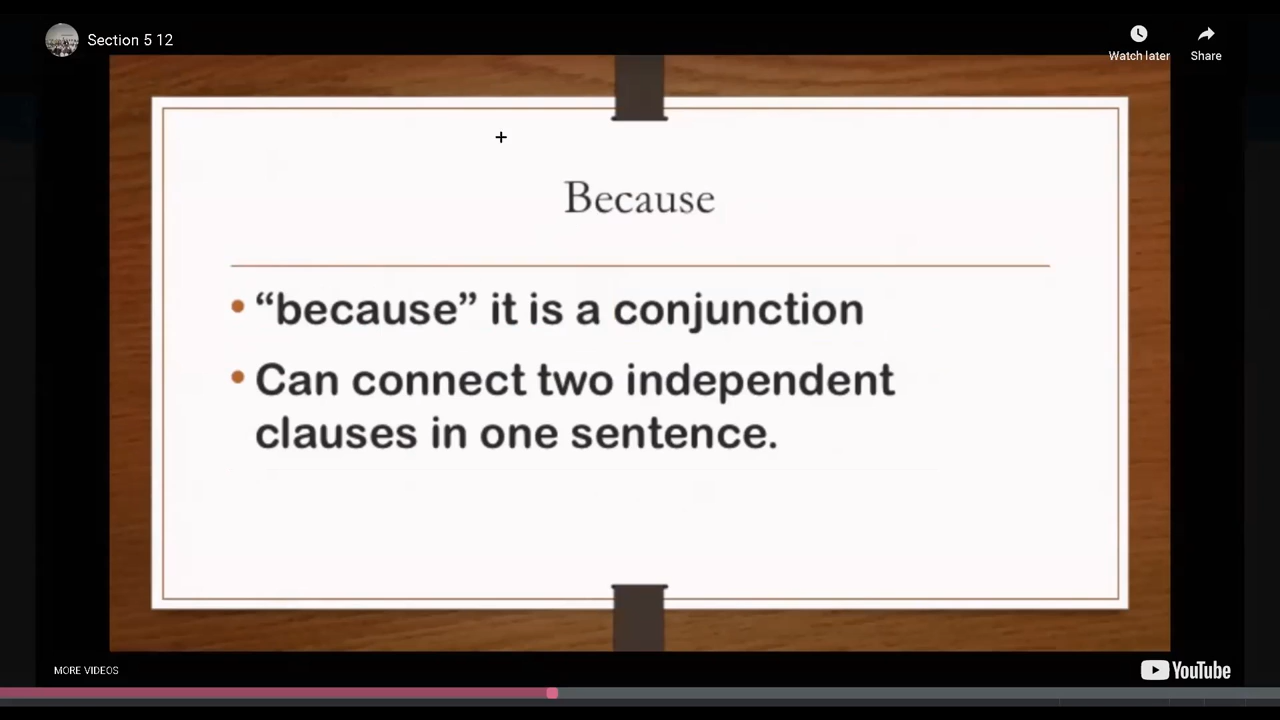 Section 5 12
Watch later
Share
Because
• “because” it is a conjunction
• Can connect two independent
clauses in one sentence.
MORE VIDEOS
YouTube